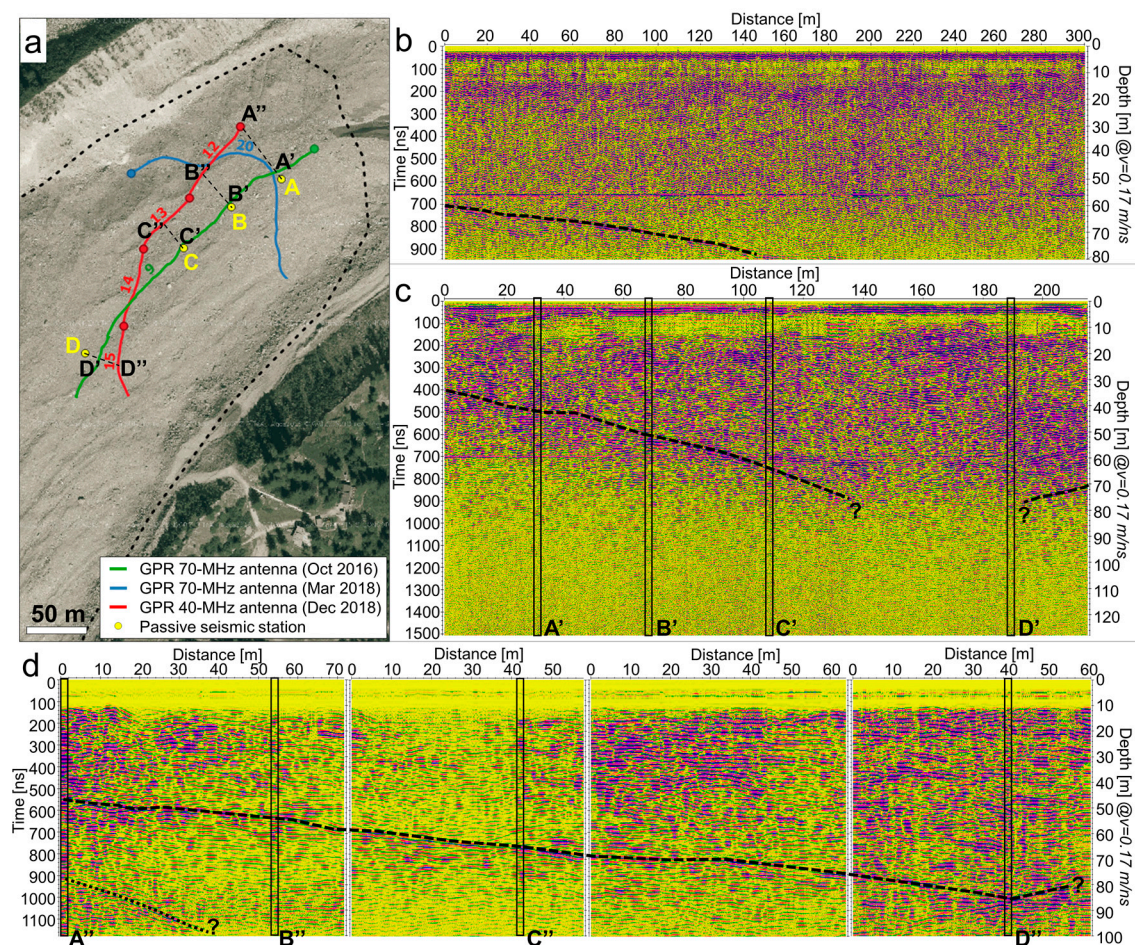 a
A’’
12
20
A’
A
B’’
B’
B
13
C’’
C’
C
9
14
D
D’
15
D’’
GPR 70-MHz antenna (Oct 2016)
GPR 70-MHz antenna (Mar 2018)
GPR 40-MHz antenna (Dec 2018)
Passive seismic station
50 m
b
Distance [m]
0 20 40 60 80 100 120 140 160 180 200 220 240 260 280 300
Time [ns]
0
100
200
300
400
500
600
700
800
900
0
10
20
30
40
50
60
70
80
Depth [m] @v=0.17 m/ns
c
Distance [m]
0 20 40 60 80 100 120 140 160 180 200
Time [ns]
0
100
200
300
400
500
600
700
800
900
1000
1100
1200
1300
1400
1500
0
10
20
30
40
50
60
70
80
90
100
110
120
Depth [m] @v=0.17 m/ns
?
?
A’
B’
C’
D’
d
Distance [m] Distance [m] Distance [m] Distance [m]
0 10 20 30 40 50 60 70 0 10 20 30 40 50 0 10 20 30 40 50 60 0 10 20 30 40 50 60
Time [ns]
0
100
200
300
400
500
600
700
800
900
1000
1100
0
10
20
30
40
50
60
70
80
90
100
Depth [m] @v=0.17 m/ns
?
?
A’’
B’’
C’’
D’’